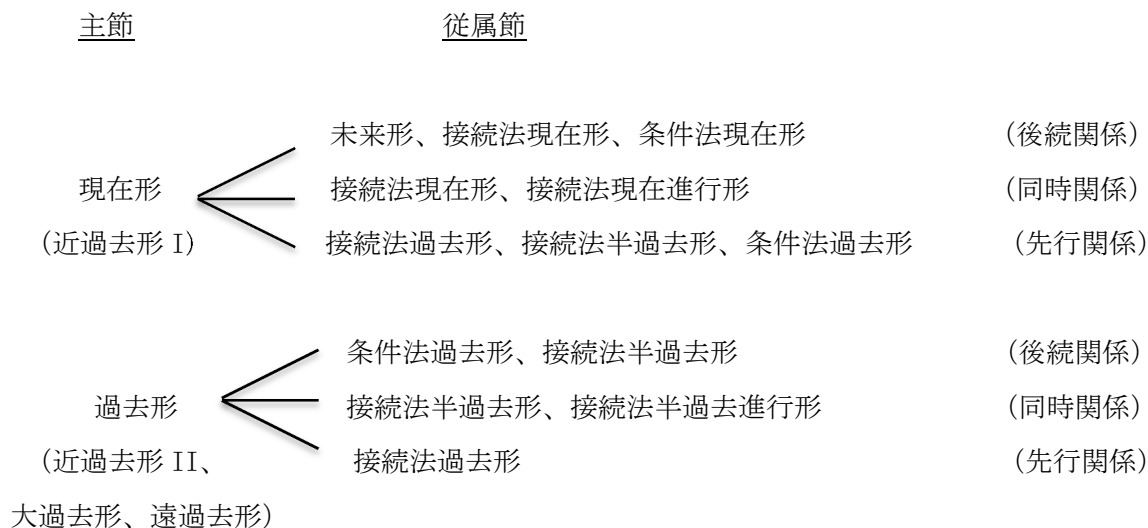 主節 従属節
未来形、接続法現在形、条件法現在形 (後続関係)
現在形 接続法現在形、接続法現在進行形 (同時関係)
(近過去形 I) 接続法過去形、接続法半過去形、条件法過去形 (先行関係)
条件法過去形、接続法半過去形 (後続関係)
過去形 接続法半過去形、接続法半過去進行形 (同時関係)
(近過去形 II、 接続法過去形 (先行関係)
大過去形、遠過去形)